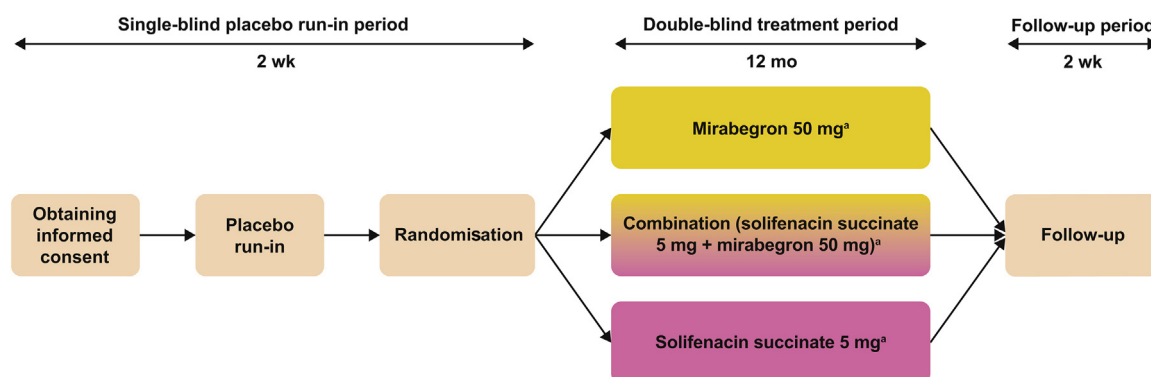 Single-blind placebo run-in period
2 wk
Double-blind treatment period
12 mo
Follow-up period
2 wk
Obtaining
informed
consent
Placebo
run-in
Randomisation
Mirabegron 50 mgᵃ
Combination (solifenacin succinate
5 mg + mirabegron 50 mg)ᵃ
Solifenacin succinate 5 mgᵃ
Follow-up